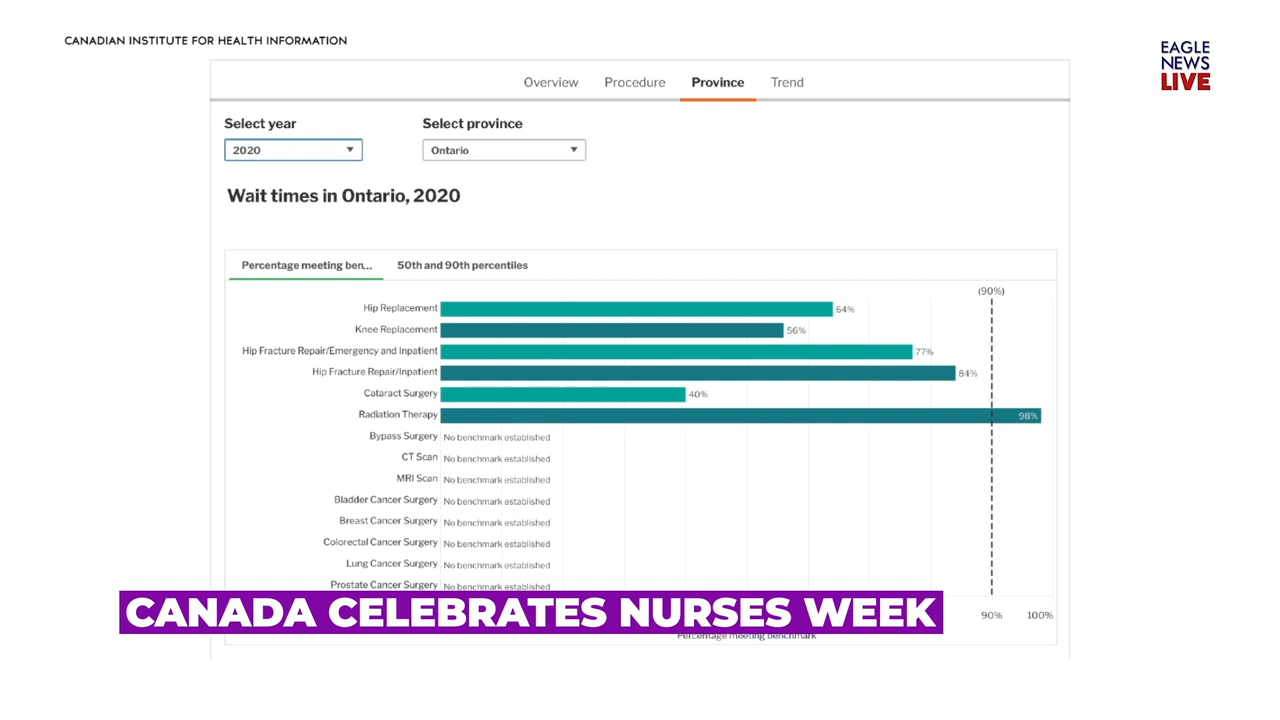 CANADIAN INSTITUTE FOR HEALTH INFORMATION
EAGLE
NEWS
LIVE
Overview Procedure Province Trend
Select year Select province
2020 Ontario
Wait times in Ontario, 2020
Percentage meeting ben... 50th and 90th percentiles
(90%)
Hip Replacement 64%
Knee Replacement 56%
Hip Fracture Repair/Emergency and Inpatient 77%
Hip Fracture Repair/Inpatient 84%
Cataract Surgery 40%
Radiation Therapy 98%
Bypass Surgery No benchmark established
CT Scan No benchmark established
MRI Scan No benchmark established
Bladder Cancer Surgery No benchmark established
Breast Cancer Surgery No benchmark established
Colorectal Cancer Surgery No benchmark established
Lung Cancer Surgery No benchmark established
Prostate Cancer Surgery No benchmark established
CANADA CELEBRATES NURSES WEEK
90% 100%
Percentage meeting benchmark